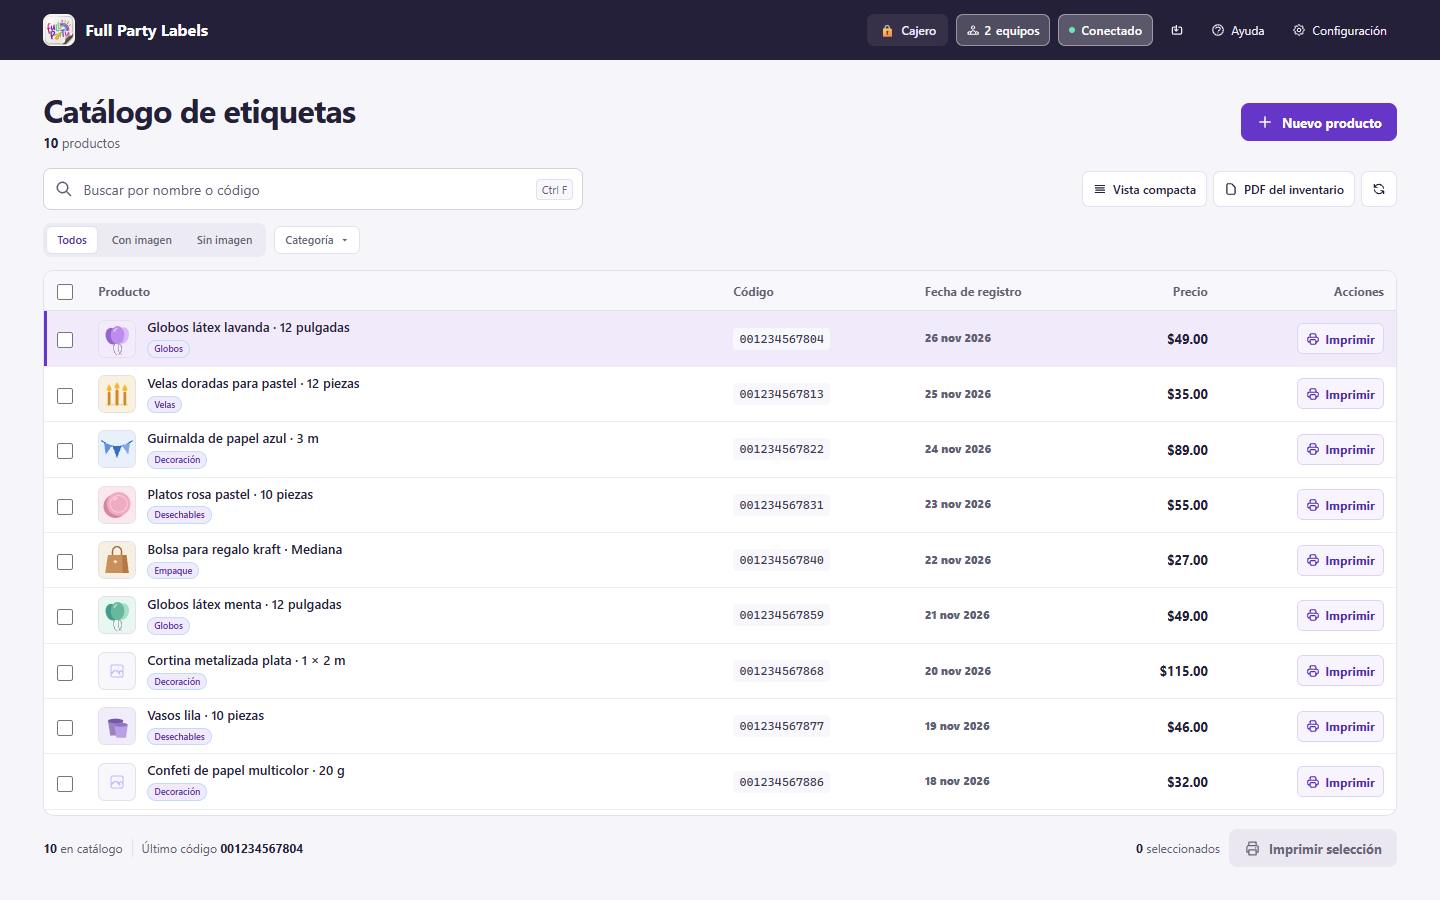 Full Party Labels
Cajero
2 equipos
Conectado
Ayuda
Configuración
Catálogo de etiquetas
10 productos
Nuevo producto
Buscar por nombre o código
Ctrl F
Vista compacta
PDF del inventario
Todos
Con imagen
Sin imagen
Categoría
Producto
Código
Fecha de registro
Precio
Acciones
Globos látex lavanda · 12 pulgadas
Globos
001234567804
26 nov 2026
$49.00
Imprimir
Velas doradas para pastel · 12 piezas
Velas
001234567813
25 nov 2026
$35.00
Imprimir
Guirnalda de papel azul · 3 m
Decoración
001234567822
24 nov 2026
$89.00
Imprimir
Platos rosa pastel · 10 piezas
Desechables
001234567831
23 nov 2026
$55.00
Imprimir
Bolsa para regalo kraft · Mediana
Empaque
001234567840
22 nov 2026
$27.00
Imprimir
Globos látex menta · 12 pulgadas
Globos
001234567859
21 nov 2026
$49.00
Imprimir
Cortina metalizada plata · 1 × 2 m
Decoración
001234567868
20 nov 2026
$115.00
Imprimir
Vasos lila · 10 piezas
Desechables
001234567877
19 nov 2026
$46.00
Imprimir
Confeti de papel multicolor · 20 g
Decoración
001234567886
18 nov 2026
$32.00
Imprimir
10 en catálogo
Último código 001234567804
0 seleccionados
Imprimir selección